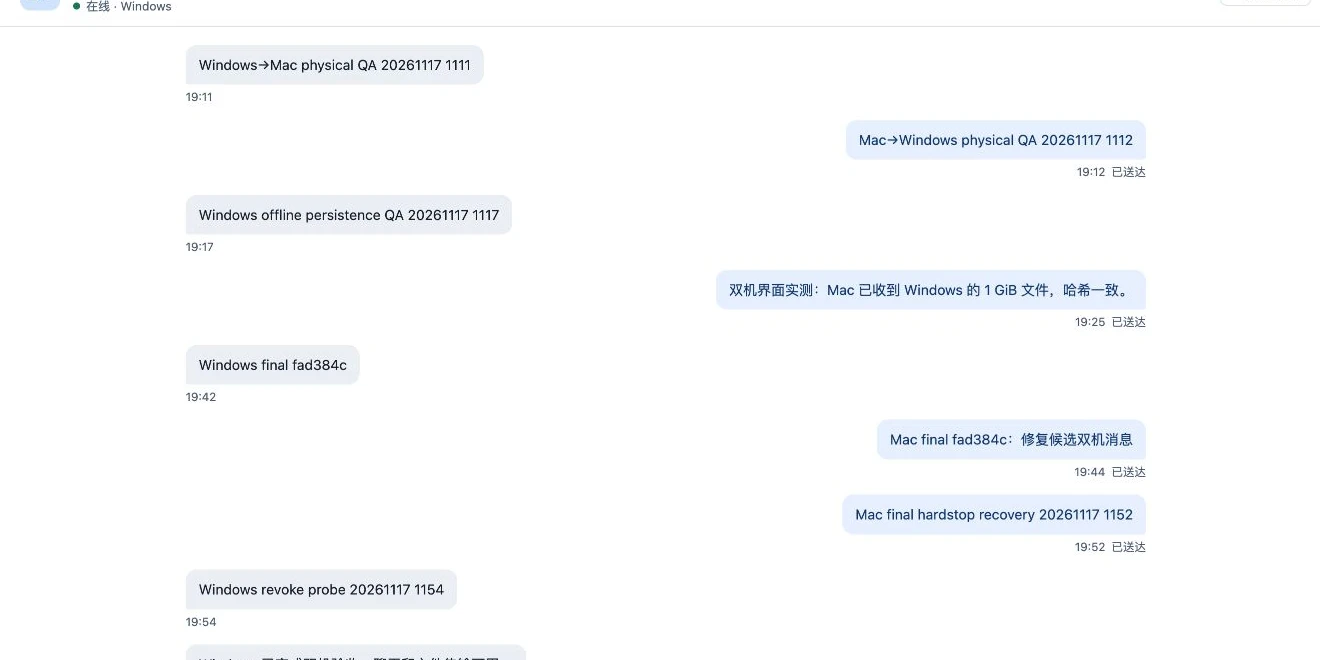 在线 · Windows
Windows→Mac physical QA 20261117 1111
19:11
Mac→Windows physical QA 20261117 1112
19:12 已送达
Windows offline persistence QA 20261117 1117
19:17
双机界面实测：Mac 已收到 Windows 的 1 GiB 文件，哈希一致。
19:25 已送达
Windows final fad384c
19:42
Mac final fad384c：修复候选双机消息
19:44 已送达
Mac final hardstop recovery 20261117 1152
19:52 已送达
Windows revoke probe 20261117 1154
19:54